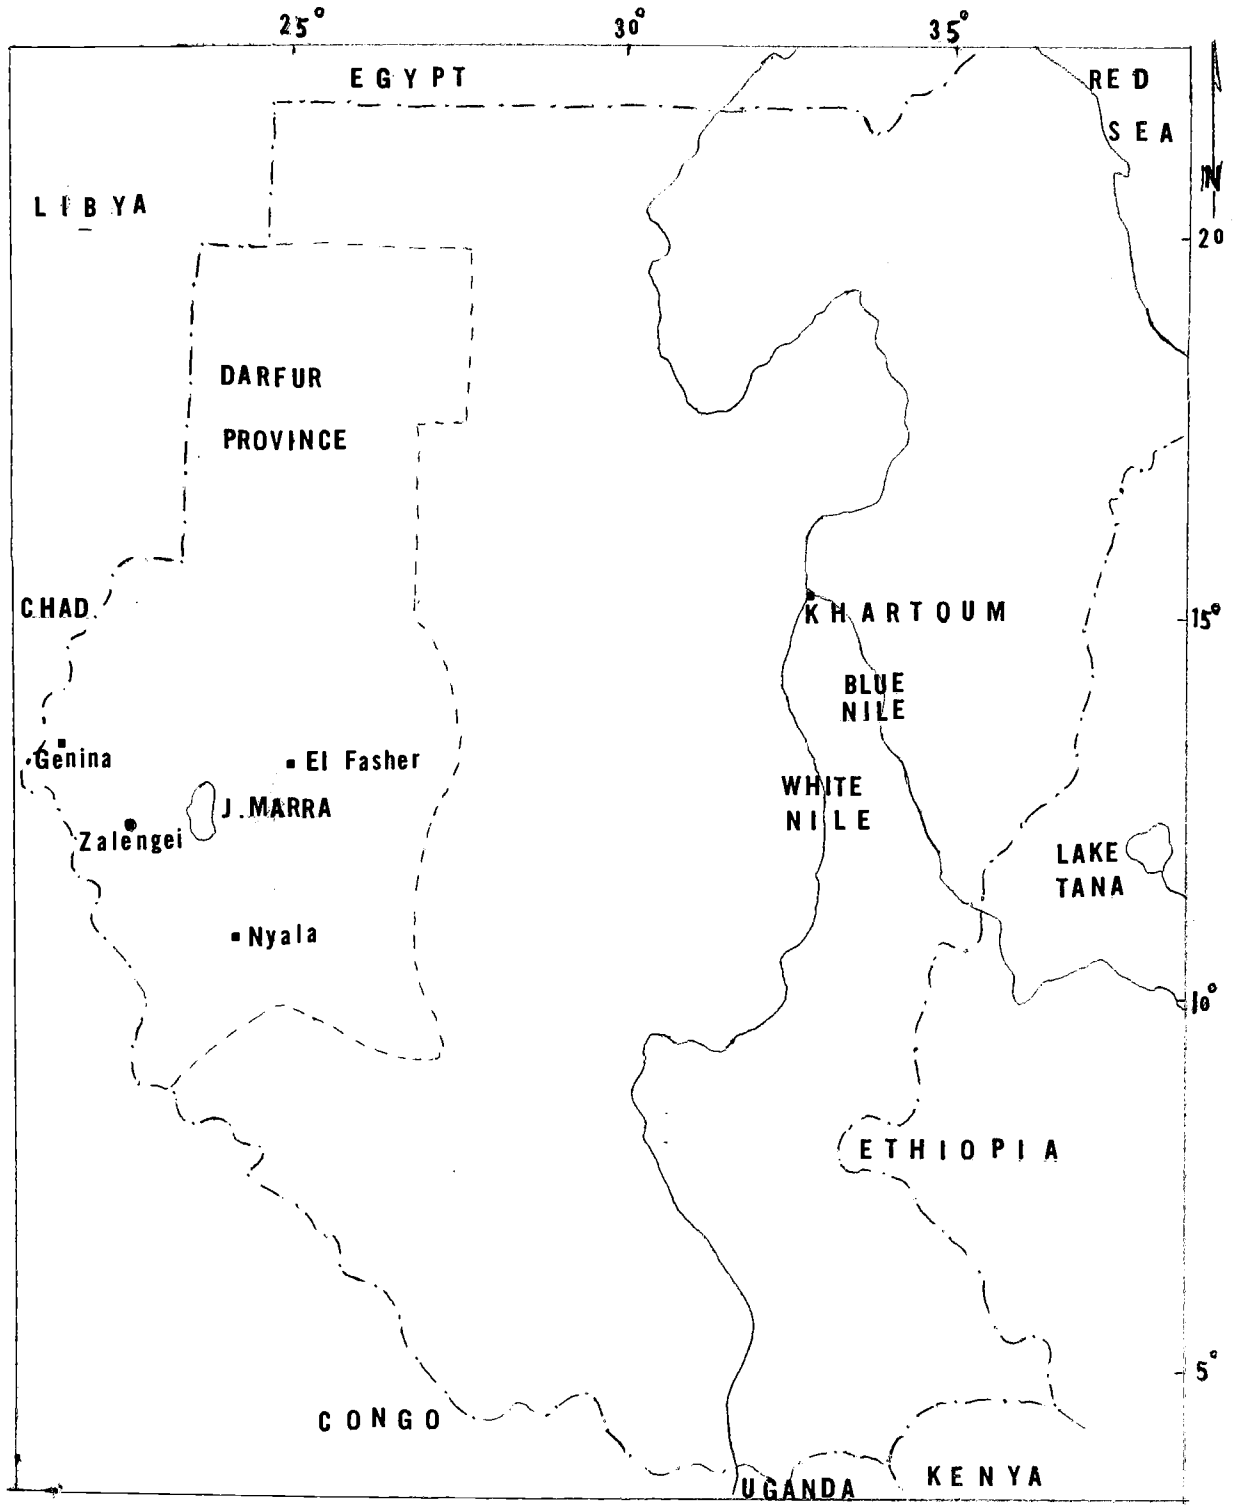 25° 30° 35°
EGYPT
RED
SEA
N
LIBYA
20
DARFUR
PROVINCE
CHAD
KHARTOUM
15°
BLUE
NILE
Genina
El Fasher
WHITE
NILE
J. MARRA
Zalengei
LAKE
TANA
Nyala
10°
ETHIOPIA
5°
CONGO
UGANDA
KENYA